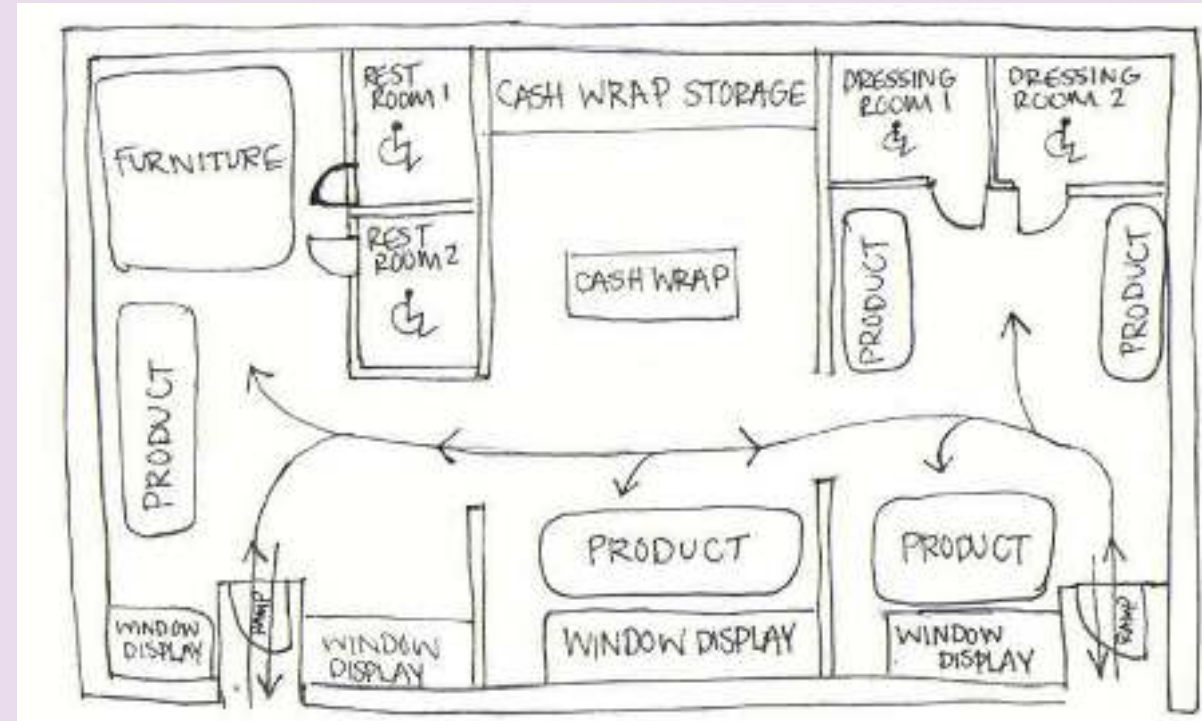 FURNITURE
REST
ROOM 1
CASH WRAP STORAGE
DRESSING
ROOM 1
DRESSING
ROOM 2
REST
ROOM 2
CASH WRAP
PRODUCT
PRODUCT
PRODUCT
PRODUCT
PRODUCT
WINDOW
DISPLAY
RAMP
WINDOW
DISPLAY
WINDOW DISPLAY
WINDOW
DISPLAY
RAMP